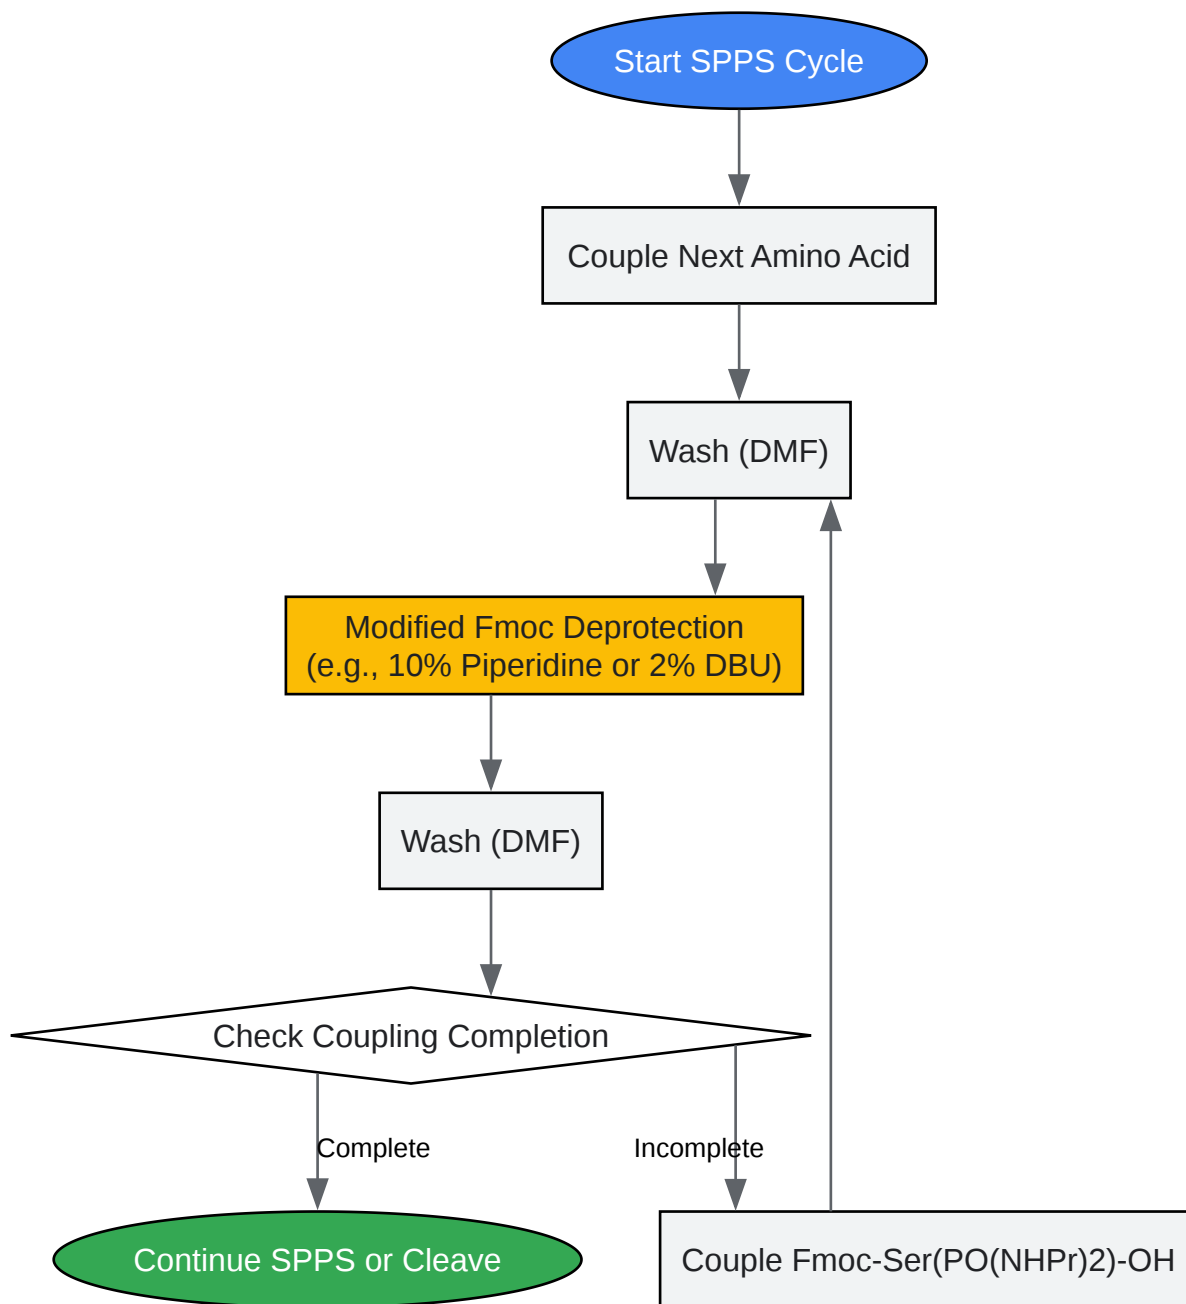 Start SPPS Cycle
Couple Next Amino Acid
Wash (DMF)
Modified Fmoc Deprotection
(e.g., 10% Piperidine or 2% DBU)
Wash (DMF)
Check Coupling Completion
Complete
Incomplete
Continue SPPS or Cleave
Couple Fmoc-Ser(PO(NHPr)2)-OH